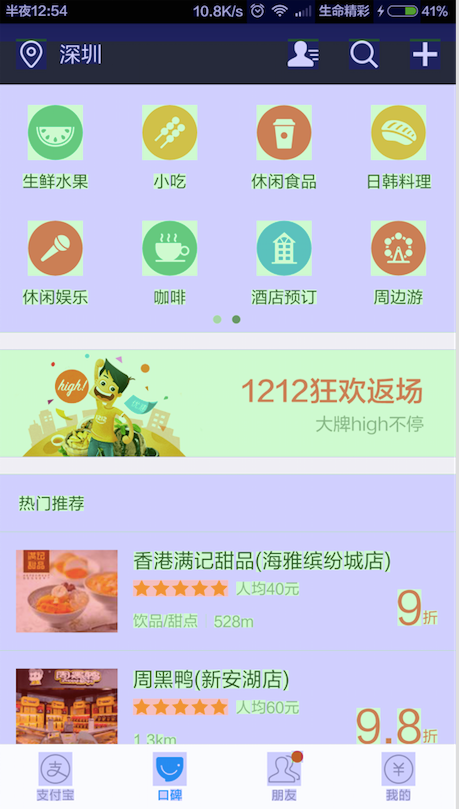 半夜12:54 10.8K/s 生命精彩 41%
深圳
生鲜水果 小吃 休闲食品 日韩料理
休闲娱乐 咖啡 酒店预订 周边游
high!
1212狂欢返场
大牌high不停
热门推荐
满记甜品
香港满记甜品(海雅缤纷城店)
人均40元
9折
饮品/甜点 528m
周黑鸭(新安湖店)
人均60元
9.8折
1.3km
支付宝 口碑 朋友 我的